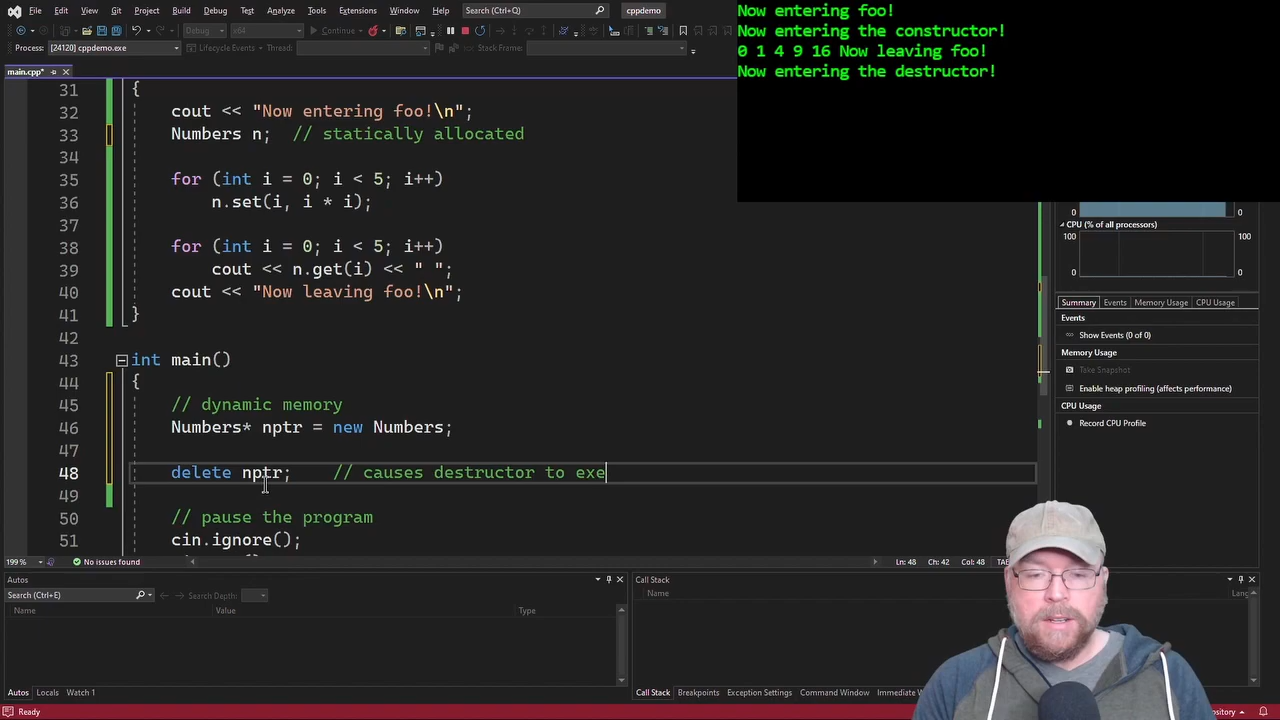 File Edit View Git Project Build Debug Test Analyze Tools Extensions Window Help Search (Ctrl+Q) cppdemo
Debug x64 Continue
Process: [24120] cppdemo.exe Lifecycle Events Thread: Stack Frame:
main.cpp*
Now entering foo!
Now entering the constructor!
0 1 4 9 16 Now leaving foo!
Now entering the destructor!
31 {
32 cout << "Now entering foo!\n";
33 Numbers n; // statically allocated
34
35 for (int i = 0; i < 5; i++)
36 n.set(i, i * i);
37
38 for (int i = 0; i < 5; i++)
39 cout << n.get(i) << " ";
40 cout << "Now leaving foo!\n";
41 }
42
43 int main()
44 {
45 // dynamic memory
46 Numbers* nptr = new Numbers;
47
48 delete nptr; // causes destructor to exe
49
50 // pause the program
51 cin.ignore();
0 0
CPU (% of all processors)
100 100
0 0
Summary Events Memory Usage CPU Usage
Events
Show Events (0 of 0)
Memory Usage
Take Snapshot
Enable heap profiling (affects performance)
CPU Usage
Record CPU Profile
199 % No issues found Ln: 48 Ch: 42 Col: 48
Autos
Search (Ctrl+E) Search Depth:
Name Value Type
Call Stack
Name
Autos Locals Watch 1
Call Stack Breakpoints Exception Settings Command Window
Ready